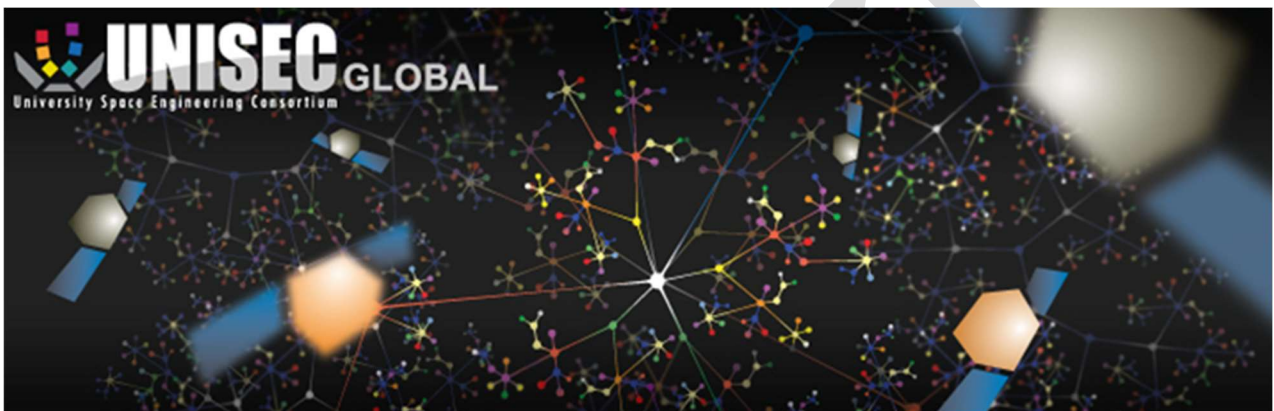 UNISEC GLOBAL
University Space Engineering Consortium